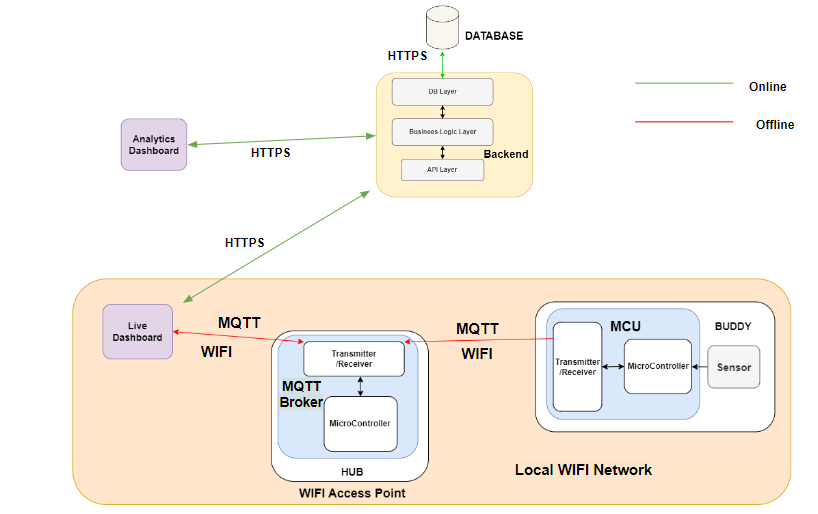 DATABASE
HTTPS
DB Layer
Businees Logic Layer
Backend
API Layer
Online
Offline
Analytics
Dashboard
HTTPS
HTTPS
Live
Dashboard
MQTT
WIFI
Transmitter
/Receiver
MQTT
Broker
MicroController
HUB
WIFI Access Point
MQTT
WIFI
MCU
BUDDY
Transmitter
/Receiver
MicroController
Sensor
Local WIFI Network